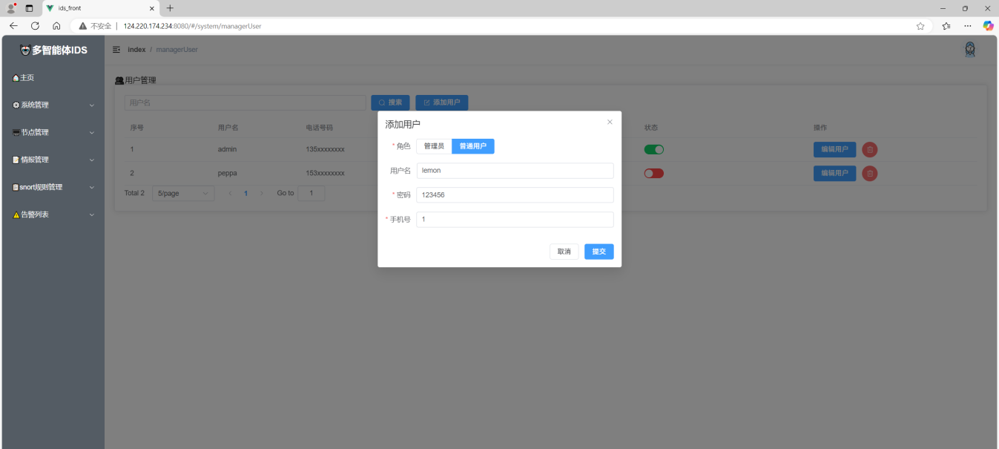 ids_front
不安全 | 124.220.174.234:8080/#/system/managerUser
多智能体IDS
index / managerUser
主页
系统管理
节点管理
情报管理
snort规则管理
告警列表
用户管理
用户名 搜索 添加用户
序号 用户名 电话号码 状态 操作
1 admin 135xxxxxxxx 编辑用户
2 peppa 153xxxxxxxx 编辑用户
Total 2 5/page 1 Go to 1
添加用户
* 角色 管理员 普通用户
用户名 lemon
* 密码 123456
* 手机号 1
取消 提交